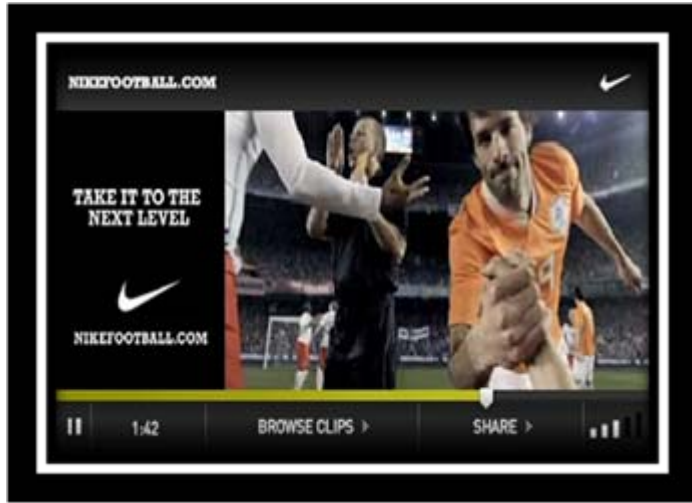 NIKEFOOTBALL.COM
TAKE IT TO THE
NEXT LEVEL
NIKEFOOTBALL.COM
1:42
BROWSE CLIPS
SHARE